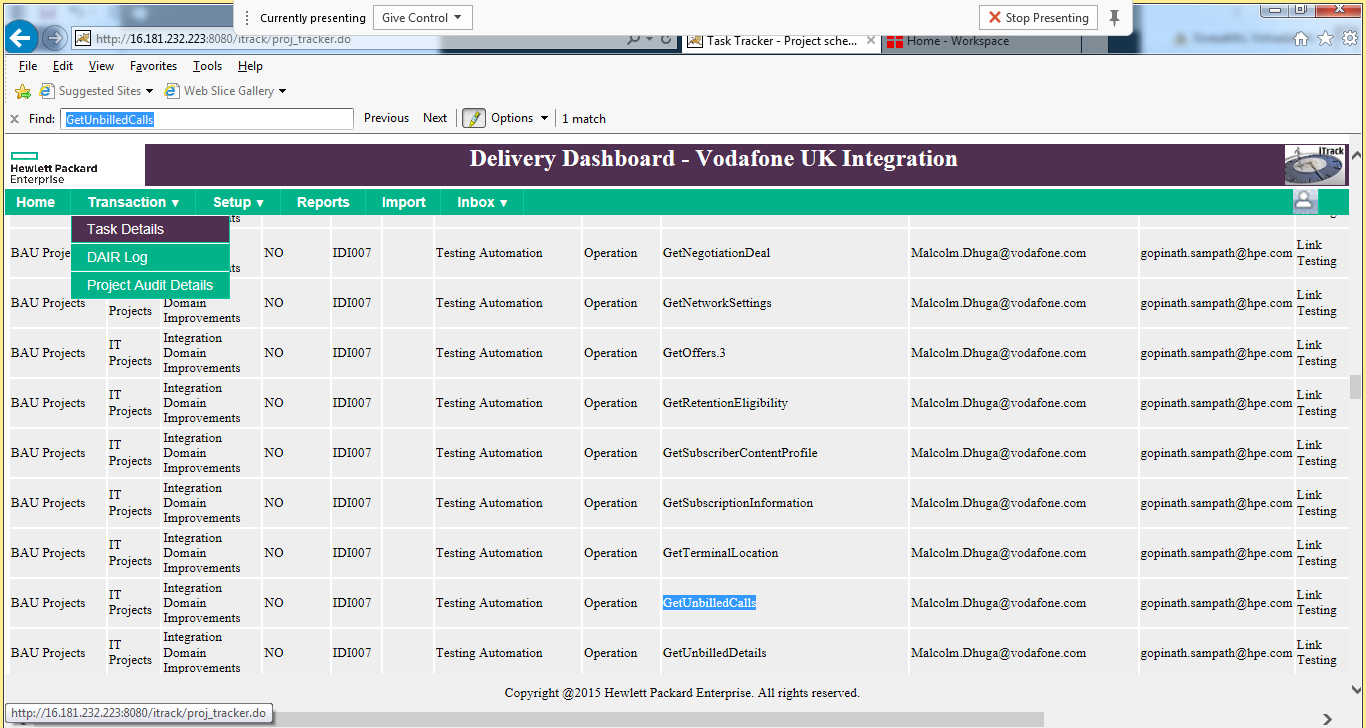 Currently presenting Give Control Stop Presenting
http://16.181.232.223:8080/itrack/proj_tracker.do Task Tracker - Project sche... Home - Workspace
File Edit View Favorites Tools Help
Suggested Sites Web Slice Gallery
x Find: GetUnbilledCalls Previous Next Options 1 match
Hewlett Packard
Enterprise
Delivery Dashboard - Vodafone UK Integration
iTrack
Home Transaction ▼ Setup ▼ Reports Import Inbox ▼
Task Details
DAIR Log
Project Audit Details
BAU Proje NO IDI007 Testing Automation Operation GetNegotiationDeal Malcolm.Dhuga@vodafone.com gopinath.sampath@hpe.com Link
Testing
BAU Projects Projects Domain NO IDI007 Testing Automation Operation GetNetworkSettings Malcolm.Dhuga@vodafone.com gopinath.sampath@hpe.com Link
Improvements Testing
BAU Projects IT Integration NO IDI007 Testing Automation Operation GetOffers.3 Malcolm.Dhuga@vodafone.com gopinath.sampath@hpe.com Link
Projects Domain Testing
Improvements
BAU Projects IT Integration NO IDI007 Testing Automation Operation GetRetentionEligibility Malcolm.Dhuga@vodafone.com gopinath.sampath@hpe.com Link
Projects Domain Testing
Improvements
BAU Projects IT Integration NO IDI007 Testing Automation Operation GetSubscriberContentProfile Malcolm.Dhuga@vodafone.com gopinath.sampath@hpe.com Link
Projects Domain Testing
Improvements
BAU Projects IT Integration NO IDI007 Testing Automation Operation GetSubscriptionInformation Malcolm.Dhuga@vodafone.com gopinath.sampath@hpe.com Link
Projects Domain Testing
Improvements
BAU Projects IT Integration NO IDI007 Testing Automation Operation GetTerminalLocation Malcolm.Dhuga@vodafone.com gopinath.sampath@hpe.com Link
Projects Domain Testing
Improvements
BAU Projects IT Integration NO IDI007 Testing Automation Operation GetUnbilledCalls Malcolm.Dhuga@vodafone.com gopinath.sampath@hpe.com Link
Projects Domain Testing
Improvements
BAU Projects IT Integration NO IDI007 Testing Automation Operation GetUnbilledDetails Malcolm.Dhuga@vodafone.com gopinath.sampath@hpe.com Link
Projects Domain Testing
Improvements
Copyright @2015 Hewlett Packard Enterprise. All rights reserved.
http://16.181.232.223:8080/itrack/proj_tracker.do